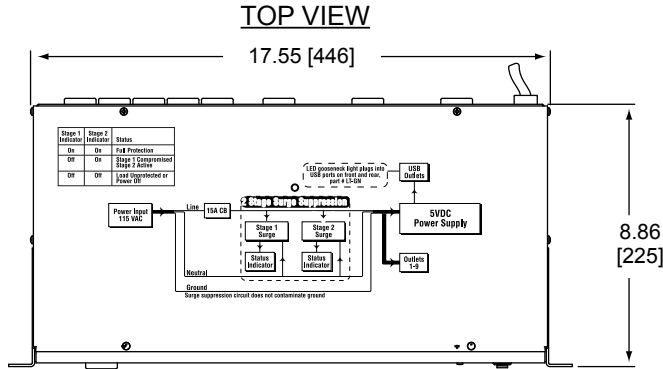 TOP VIEW
17.55 [446]
Stage 1 Indicator
Stage 2 Indicator
Status
On
On
Full Protection
Off
On
Stage 1 Compromised
Stage 2 Active
Off
Off
Load Unprotected or
Power Off
LED gooseneck light plugs into
USB ports on front and rear,
part # LT-GN
USB
Outlets
2 Stage Surge Suppression
Power Input
115 VAC
Line
15A CB
Stage 1
Surge
Stage 2
Surge
5VDC
Power Supply
Status
Indicator
Status
Indicator
Outlets
1-9
Neutral
Ground
Surge suppression circuit does not contaminate ground
8.86
[225]